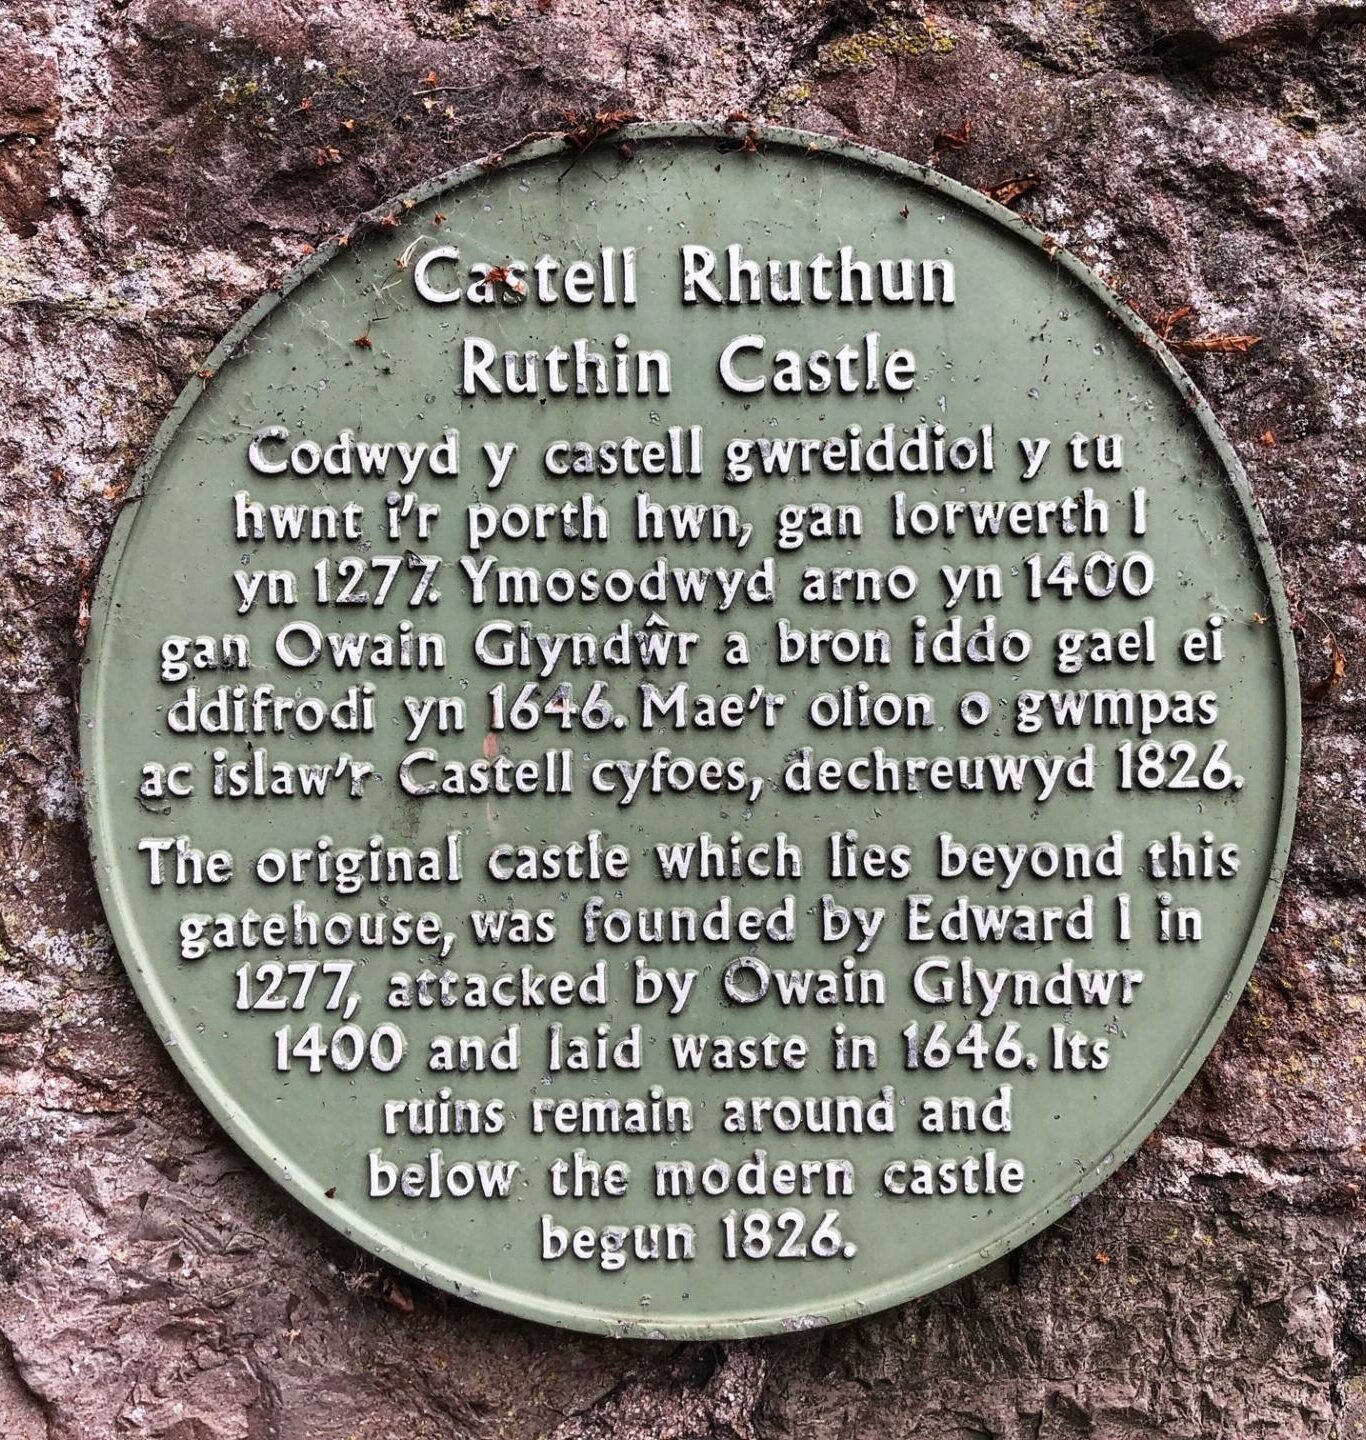 Castell Rhuthun
Ruthin Castle
Codwyd y castell gwreiddiol y tu
hwnt i'r porth hwn, gan Iorwerth I
yn 1277. Ymosodwyd arno yn 1400
gan Owain Glyndŵr a bron iddo gael ei
ddifrodi yn 1646. Mae'r olion o gwmpas
ac islaw'r Castell cyfoes, dechreuwyd 1826.
The original castle which lies beyond this
gatehouse, was founded by Edward I in
1277, attacked by Owain Glyndwr
1400 and laid waste in 1646. Its
ruins remain around and
below the modern castle
begun 1826.